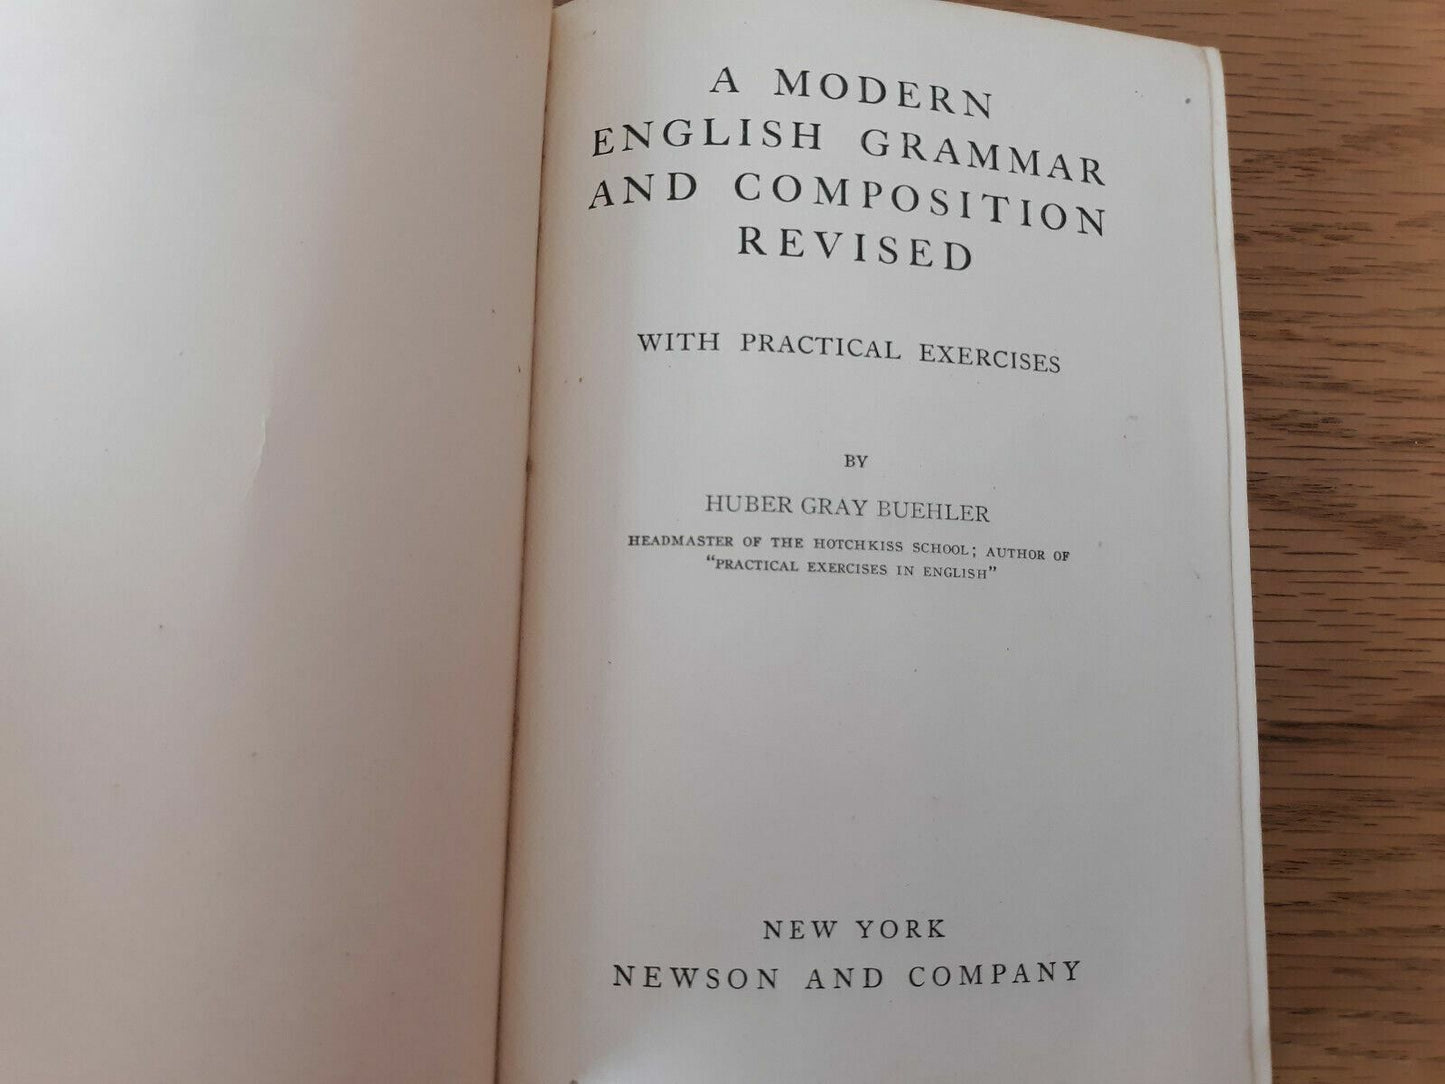 A MODERN
ENGLISH GRAMMAR
AND COMPOSITION
REVISED
WITH PRACTICAL EXERCISES
BY
HUBER GRAY BUEHLER
HEADMASTER OF THE HOTCHKISS SCHOOL; AUTHOR OF
"PRACTICAL EXERCISES IN ENGLISH"
NEW YORK
NEWSON AND COMPANY